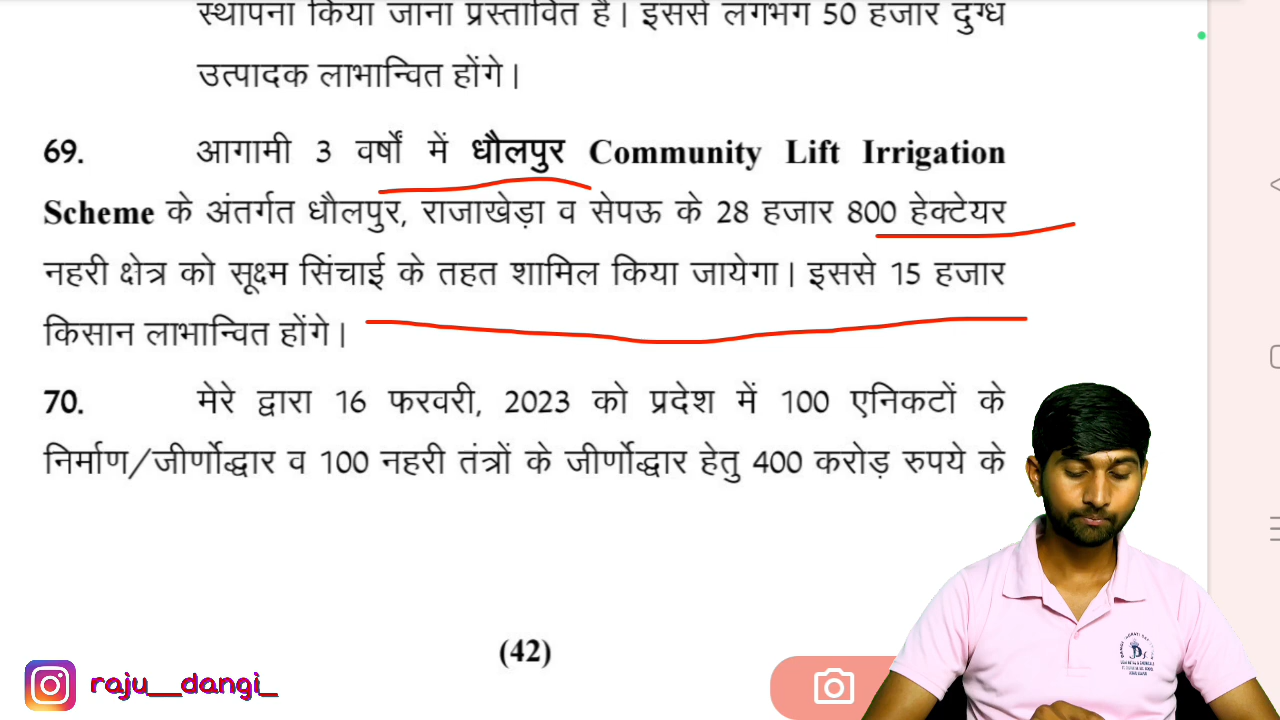 स्थापना किया जाना प्रस्तावित है। इससे लगभग 50 हजार दुग्ध
उत्पादक लाभान्वित होंगे।
69. आगामी 3 वर्षों में धौलपुर Community Lift Irrigation
Scheme के अंतर्गत धौलपुर, राजाखेड़ा व सेपऊ के 28 हजार 800 हेक्टेयर
नहरी क्षेत्र को सूक्ष्म सिंचाई के तहत शामिल किया जायेगा। इससे 15 हजार
किसान लाभान्वित होंगे।
70. मेरे द्वारा 16 फरवरी, 2023 को प्रदेश में 100 एनिकटों के
निर्माण/जीर्णोद्धार व 100 नहरी तंत्रों के जीर्णोद्धार हेतु 400 करोड़ रुपये के
(42)
raju__dangi_